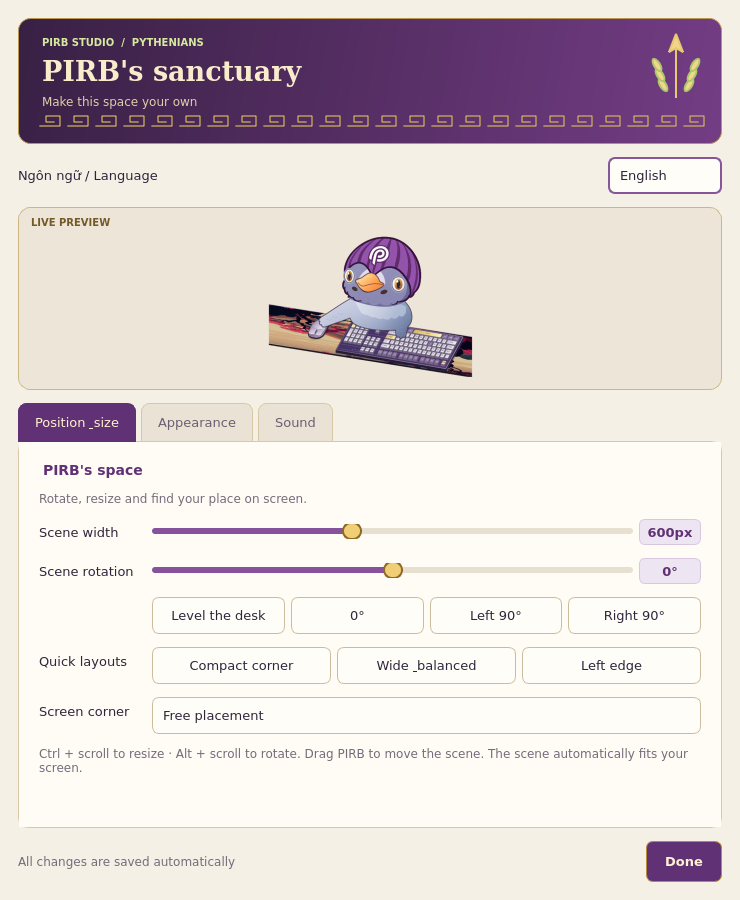 PIRB STUDIO / PYTHENIANS
PIRB's sanctuary
Make this space your own
Ngôn ngữ / Language
English
LIVE PREVIEW
Position _size
Appearance
Sound
PIRB's space
Rotate, resize and find your place on screen.
Scene width
600px
Scene rotation
0°
Level the desk
0°
Left 90°
Right 90°
Quick layouts
Compact corner
Wide _balanced
Left edge
Screen corner
Free placement
Ctrl + scroll to resize · Alt + scroll to rotate. Drag PIRB to move the scene. The scene automatically fits your
screen.
All changes are saved automatically
Done